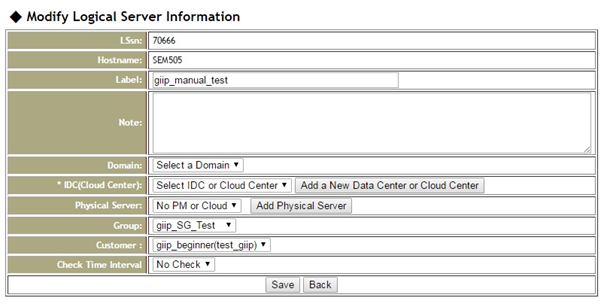 ◆ Modify Logical Server Information
LSsn: 70666
Hostname: SEM505
Label: giip_manual_test
Note:
Domain: Select a Domain
* IDC(Cloud Center): Select IDC or Cloud Center Add a New Data Center or Cloud Center
Physical Server: No PM or Cloud Add Physical Server
Group: giip_SG_Test
Customer : giip_beginner(test_giip)
Check Time Interval No Check
Save Back